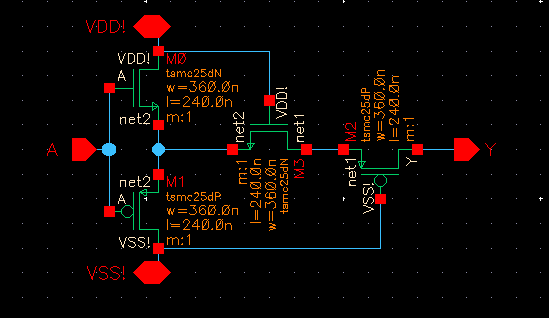 VDD!
VDD!
M0
A
tsmc25dN
w=360.0n
l=240.0n
net2
m:1
A
net2
M1
A
tsmc25dP
w=360.0n
l=240.0n
VSS!
m:1
VSS!
net2
VDD!
net1
m:1
l=240.0n
w=360.0n
tsmc25dN
M3
M2
tsmc25dP
w=360.0n
l=240.0n
m:1
net1
VSS!
Y
Y